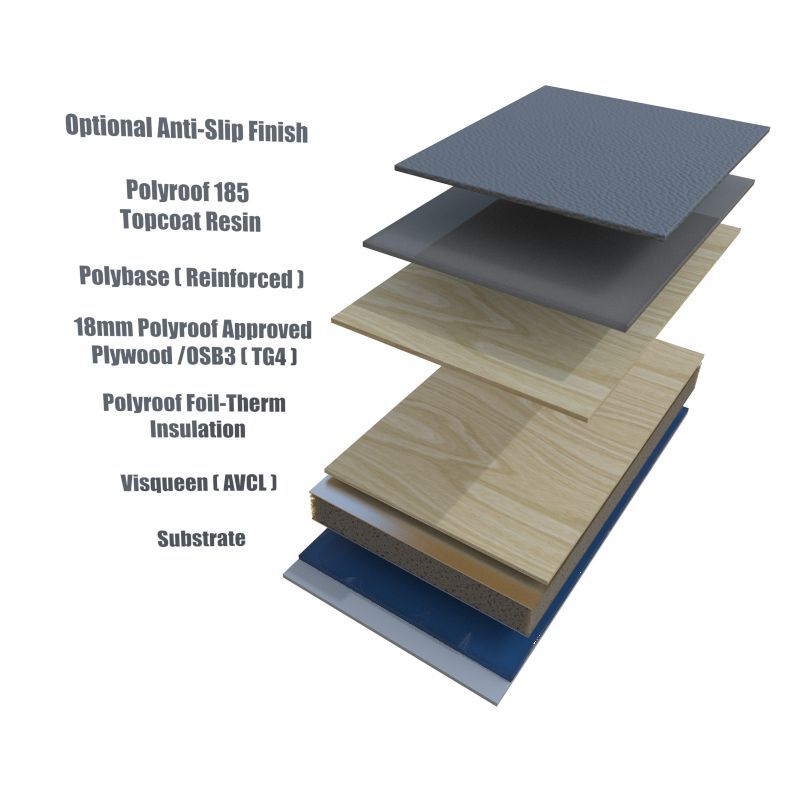 Optional Anti-Slip Finish
Polyroof 185
Topcoat Resin
Polybase ( Reinforced )
18mm Polyroof Approved
Plywood /OSB3 ( TG4 )
Polyroof Foil-Therm
Insulation
Visqueen ( AVCL )
Substrate